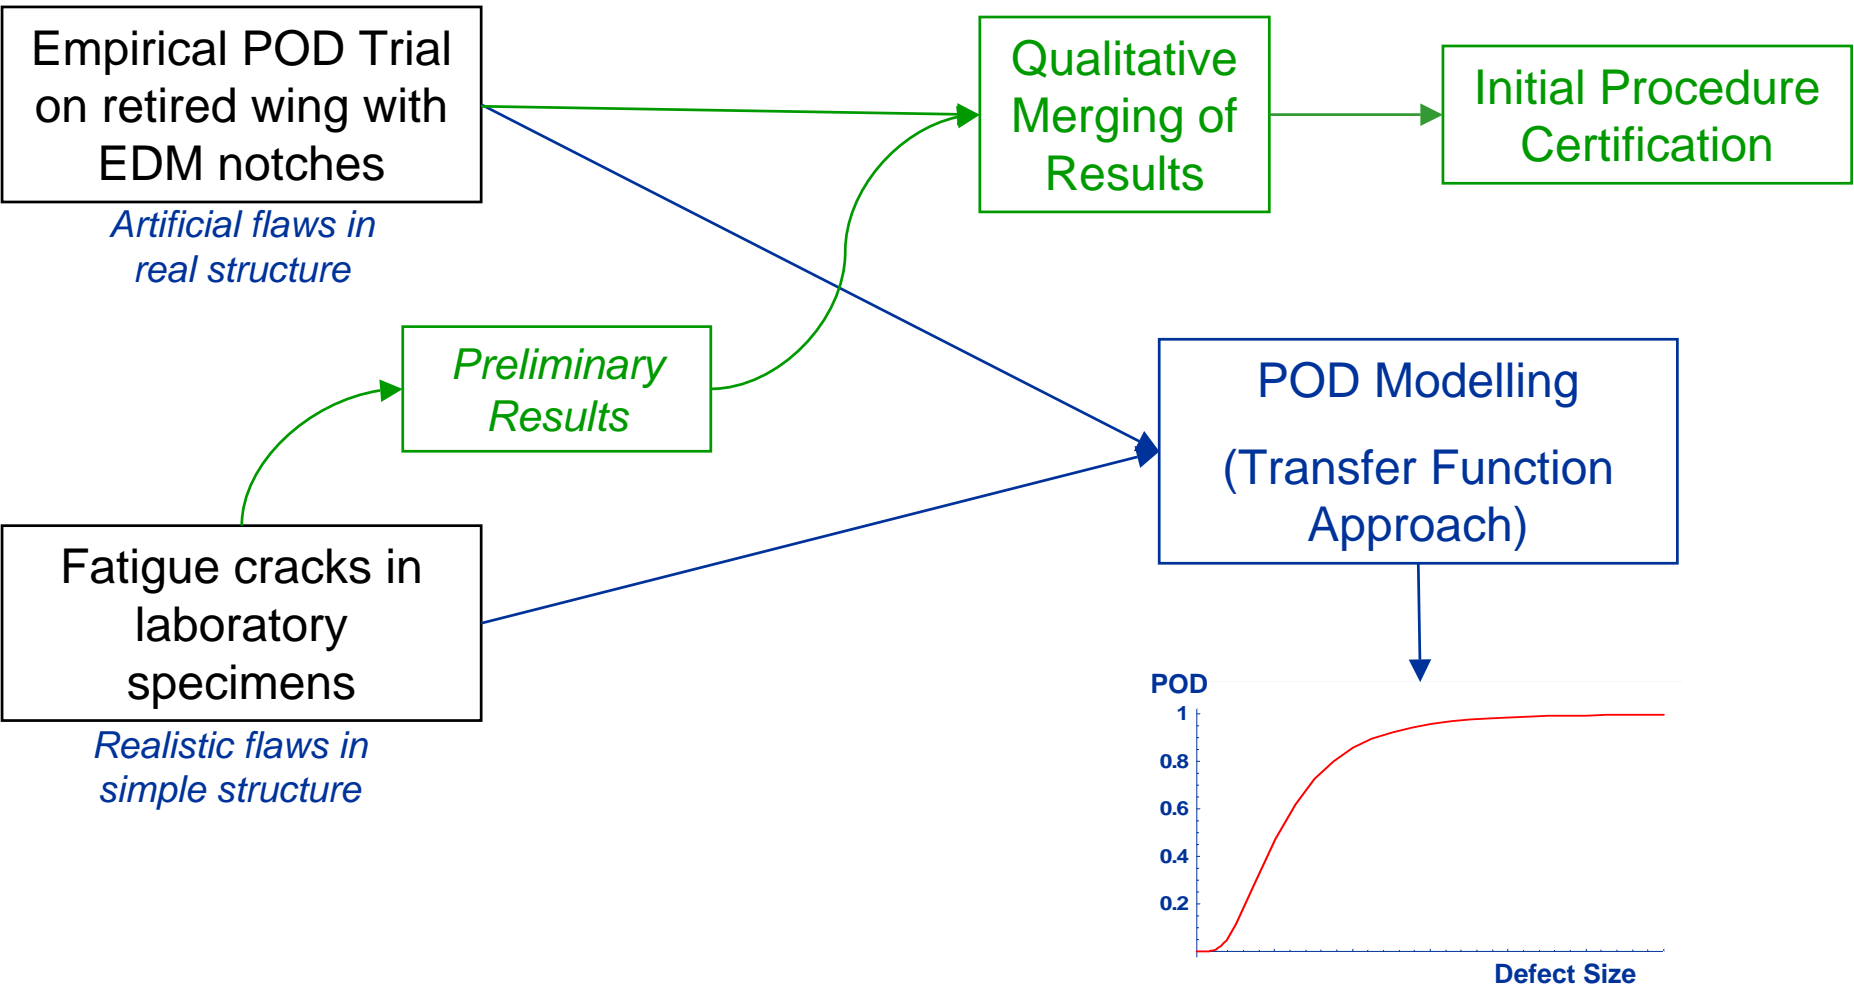 Empirical POD Trial
on retired wing with
EDM notches
Artificial flaws in
real structure
Qualitative
Merging of
Results
Initial Procedure
Certification
Preliminary
Results
POD Modelling
(Transfer Function
Approach)
Fatigue cracks in
laboratory
specimens
Realistic flaws in
simple structure
POD
1
0.8
0.6
0.4
0.2
Defect Size